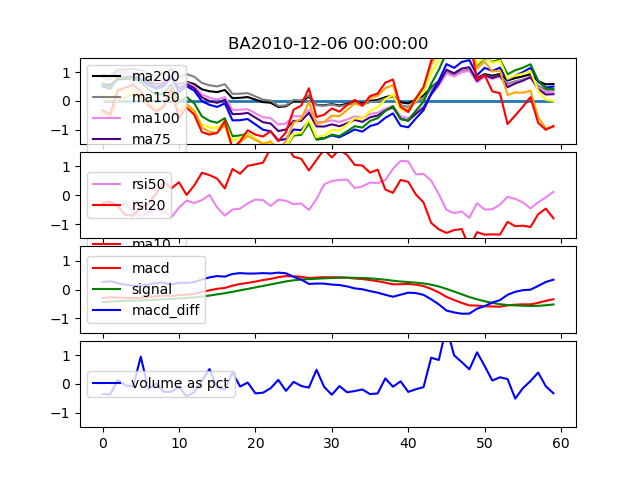 BA2010-12-06 00:00:00
1
0
−1
ma200
ma150
ma100
ma75
1
0
−1
rsi50
rsi20
ma10
1
0
−1
macd
signal
macd_diff
1
0
−1
volume as pct
0 10 20 30 40 50 60